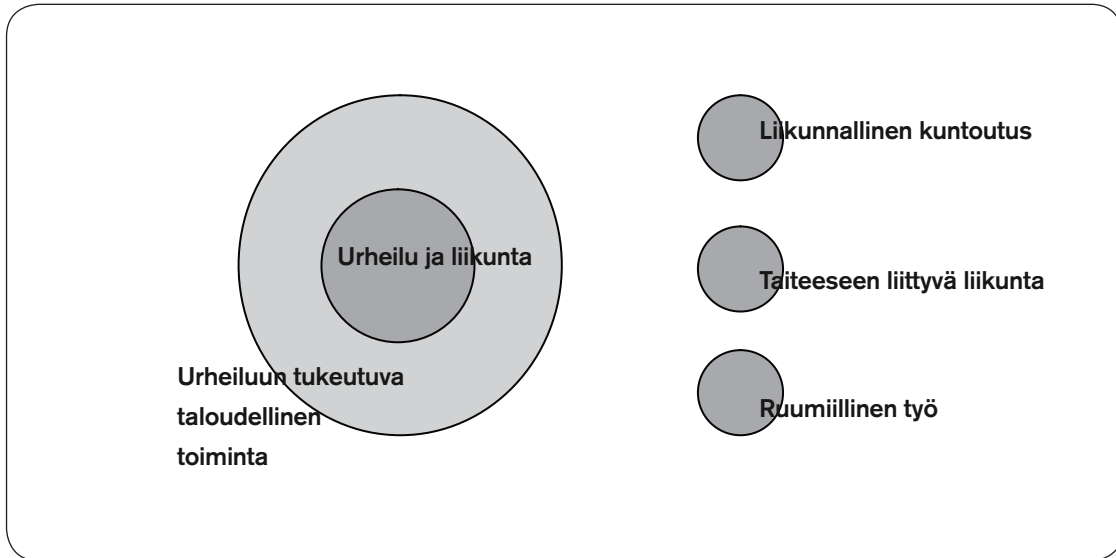 Urheilu ja liikunta
Urheiluun tukeutuva
taloudellinen
toiminta
Liikunnallinen kuntoutus
Taiteeseen liittyvä liikunta
Ruumiillinen työ